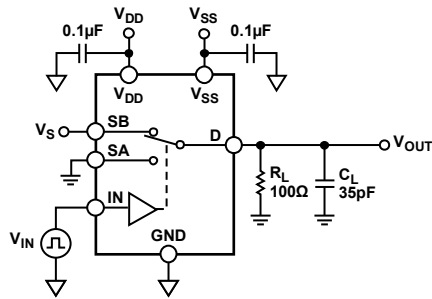 V_DD V_SS
0.1µF 0.1µF
V_DD V_SS
V_S SB
D V_OUT
SA
R_L C_L
100Ω 35pF
IN
V_IN GND